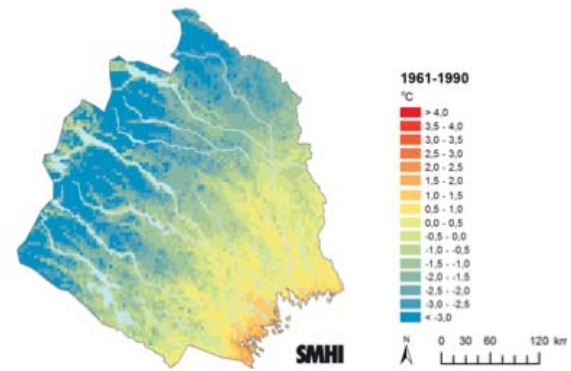 1961-1990
°C
> 4,0
3,5 - 4,0
3,0 - 3,5
2,5 - 3,0
2,0 - 2,5
1,5 - 2,0
1,0 - 1,5
0,5 - 1,0
0,0 - 0,5
-0,5 - 0,0
-1,0 - -0,5
-1,5 - -1,0
-2,0 - -1,5
-2,5 - -2,0
-3,0 - -2,5
< -3,0
N
0 30 60 120 km
SMHI